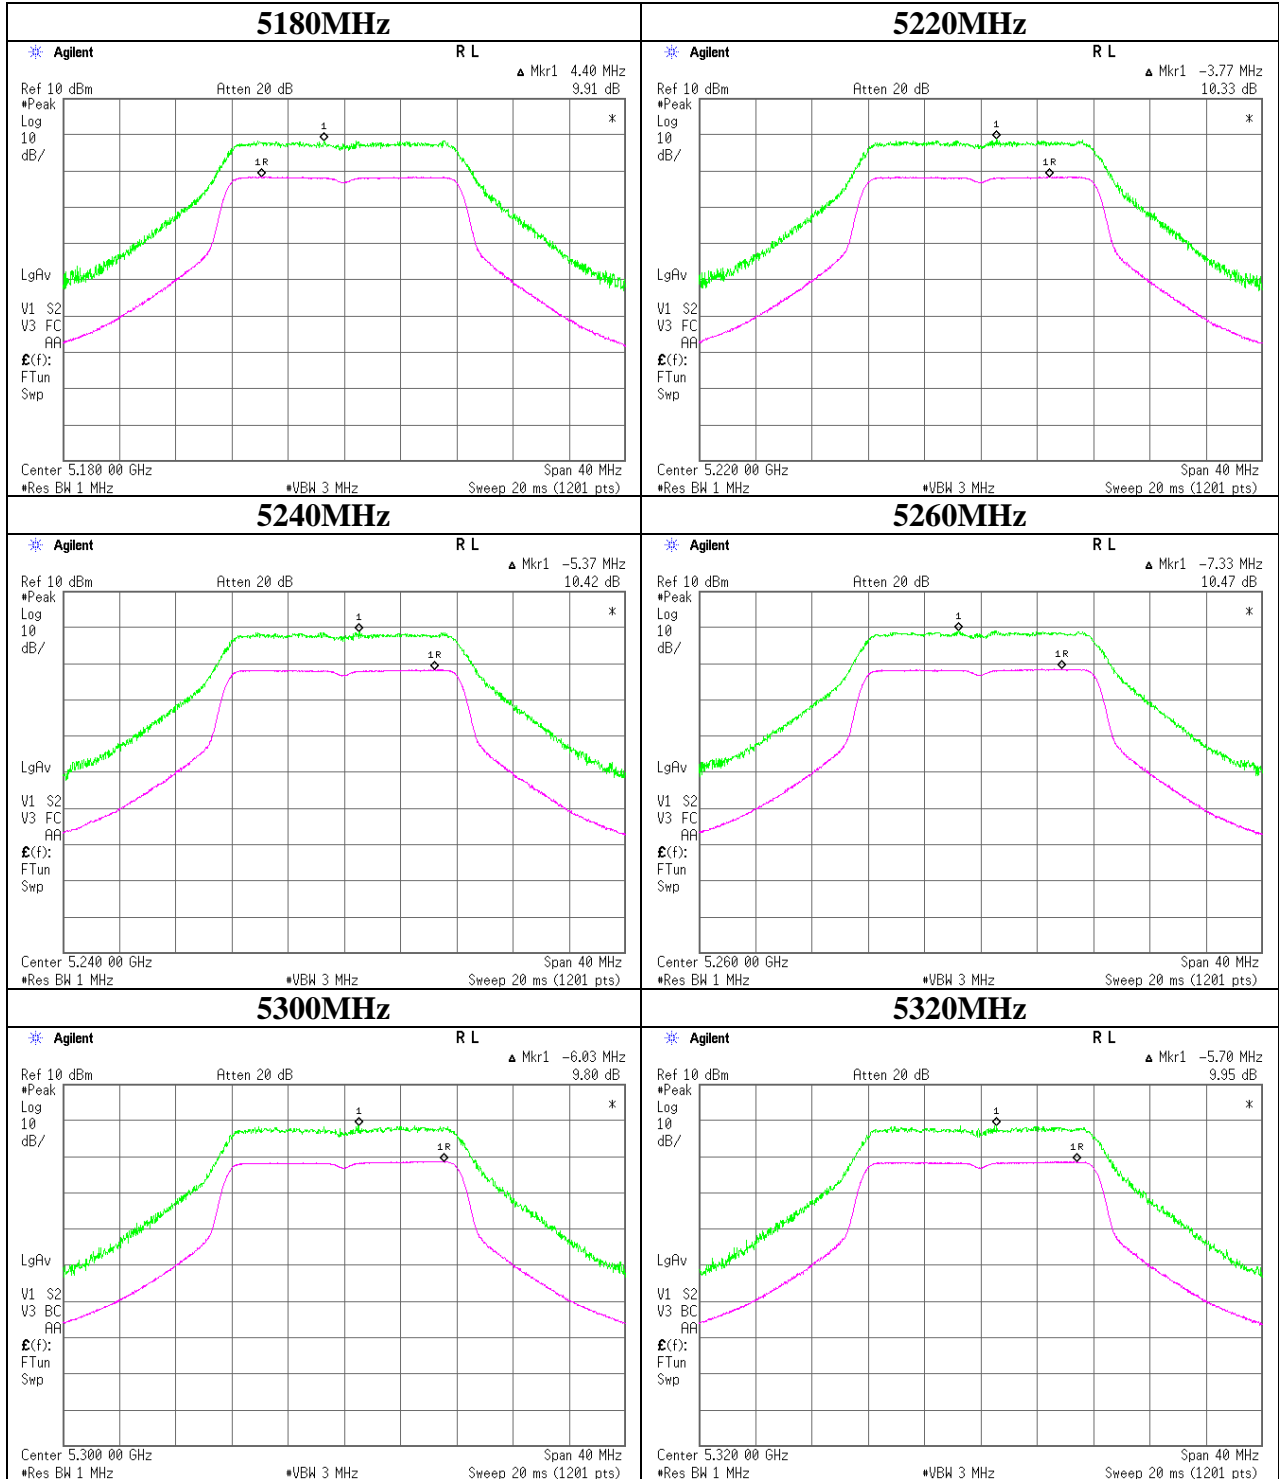 5180MHz
Agilent R L
Δ Mkr1 4.40 MHz
Ref 10 dBm Atten 20 dB 9.91 dB
#Peak
Log
10
dB/
1
1R
*
LgAv
V1 S2
V3 FC
AA
£(f):
FTun
Swp
Center 5.180 00 GHz Span 40 MHz
#Res BW 1 MHz #VBW 3 MHz Sweep 20 ms (1201 pts)
5220MHz
Agilent R L
Δ Mkr1 -3.77 MHz
Ref 10 dBm Atten 20 dB 10.33 dB
#Peak
Log
10
dB/
1
1R
*
LgAv
V1 S2
V3 FC
AA
£(f):
FTun
Swp
Center 5.220 00 GHz Span 40 MHz
#Res BW 1 MHz #VBW 3 MHz Sweep 20 ms (1201 pts)
5240MHz
Agilent R L
Δ Mkr1 -5.37 MHz
Ref 10 dBm Atten 20 dB 10.42 dB
#Peak
Log
10
dB/
1
1R
*
LgAv
V1 S2
V3 FC
AA
£(f):
FTun
Swp
Center 5.240 00 GHz Span 40 MHz
#Res BW 1 MHz #VBW 3 MHz Sweep 20 ms (1201 pts)
5260MHz
Agilent R L
Δ Mkr1 -7.33 MHz
Ref 10 dBm Atten 20 dB 10.47 dB
#Peak
Log
10
dB/
1
1R
*
LgAv
V1 S2
V3 FC
AA
£(f):
FTun
Swp
Center 5.260 00 GHz Span 40 MHz
#Res BW 1 MHz #VBW 3 MHz Sweep 20 ms (1201 pts)
5300MHz
Agilent R L
Δ Mkr1 -6.03 MHz
Ref 10 dBm Atten 20 dB 9.80 dB
#Peak
Log
10
dB/
1
1R
*
LgAv
V1 S2
V3 BC
AA
£(f):
FTun
Swp
Center 5.300 00 GHz Span 40 MHz
#Res BW 1 MHz #VBW 3 MHz Sweep 20 ms (1201 pts)
5320MHz
Agilent R L
Δ Mkr1 -5.70 MHz
Ref 10 dBm Atten 20 dB 9.95 dB
#Peak
Log
10
dB/
1
1R
*
LgAv
V1 S2
V3 BC
AA
£(f):
FTun
Swp
Center 5.320 00 GHz Span 40 MHz
#Res BW 1 MHz #VBW 3 MHz Sweep 20 ms (1201 pts)